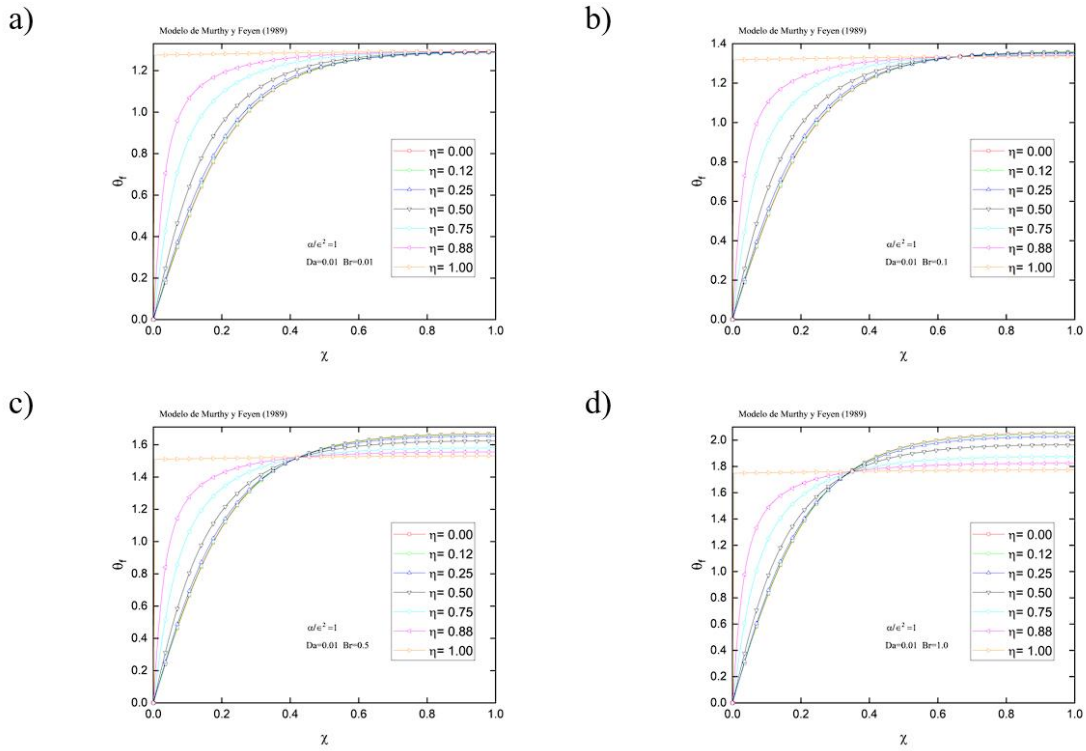 a)
Modelo de Murthy y Feyen (1989)
θf
1.2
1.0
0.8
0.6
0.4
0.2
0.0
η= 0.00
η= 0.12
η= 0.25
η= 0.50
η= 0.75
η= 0.88
η= 1.00
α/ϵ²=1
Da=0.01 Br=0.01
0.0 0.2 0.4 0.6 0.8 1.0
χ
b)
Modelo de Murthy y Feyen (1989)
θf
1.4
1.2
1.0
0.8
0.6
0.4
0.2
0.0
η= 0.00
η= 0.12
η= 0.25
η= 0.50
η= 0.75
η= 0.88
η= 1.00
α/ϵ²=1
Da=0.01 Br=0.1
0.0 0.2 0.4 0.6 0.8 1.0
χ
c)
Modelo de Murthy y Feyen (1989)
θf
1.6
1.4
1.2
1.0
0.8
0.6
0.4
0.2
0.0
η= 0.00
η= 0.12
η= 0.25
η= 0.50
η= 0.75
η= 0.88
η= 1.00
α/ϵ²=1
Da=0.01 Br=0.5
0.0 0.2 0.4 0.6 0.8 1.0
χ
d)
Modelo de Murthy y Feyen (1989)
θf
2.0
1.8
1.6
1.4
1.2
1.0
0.8
0.6
0.4
0.2
0.0
η= 0.00
η= 0.12
η= 0.25
η= 0.50
η= 0.75
η= 0.88
η= 1.00
α/ϵ²=1
Da=0.01 Br=1.0
0.0 0.2 0.4 0.6 0.8 1.0
χ